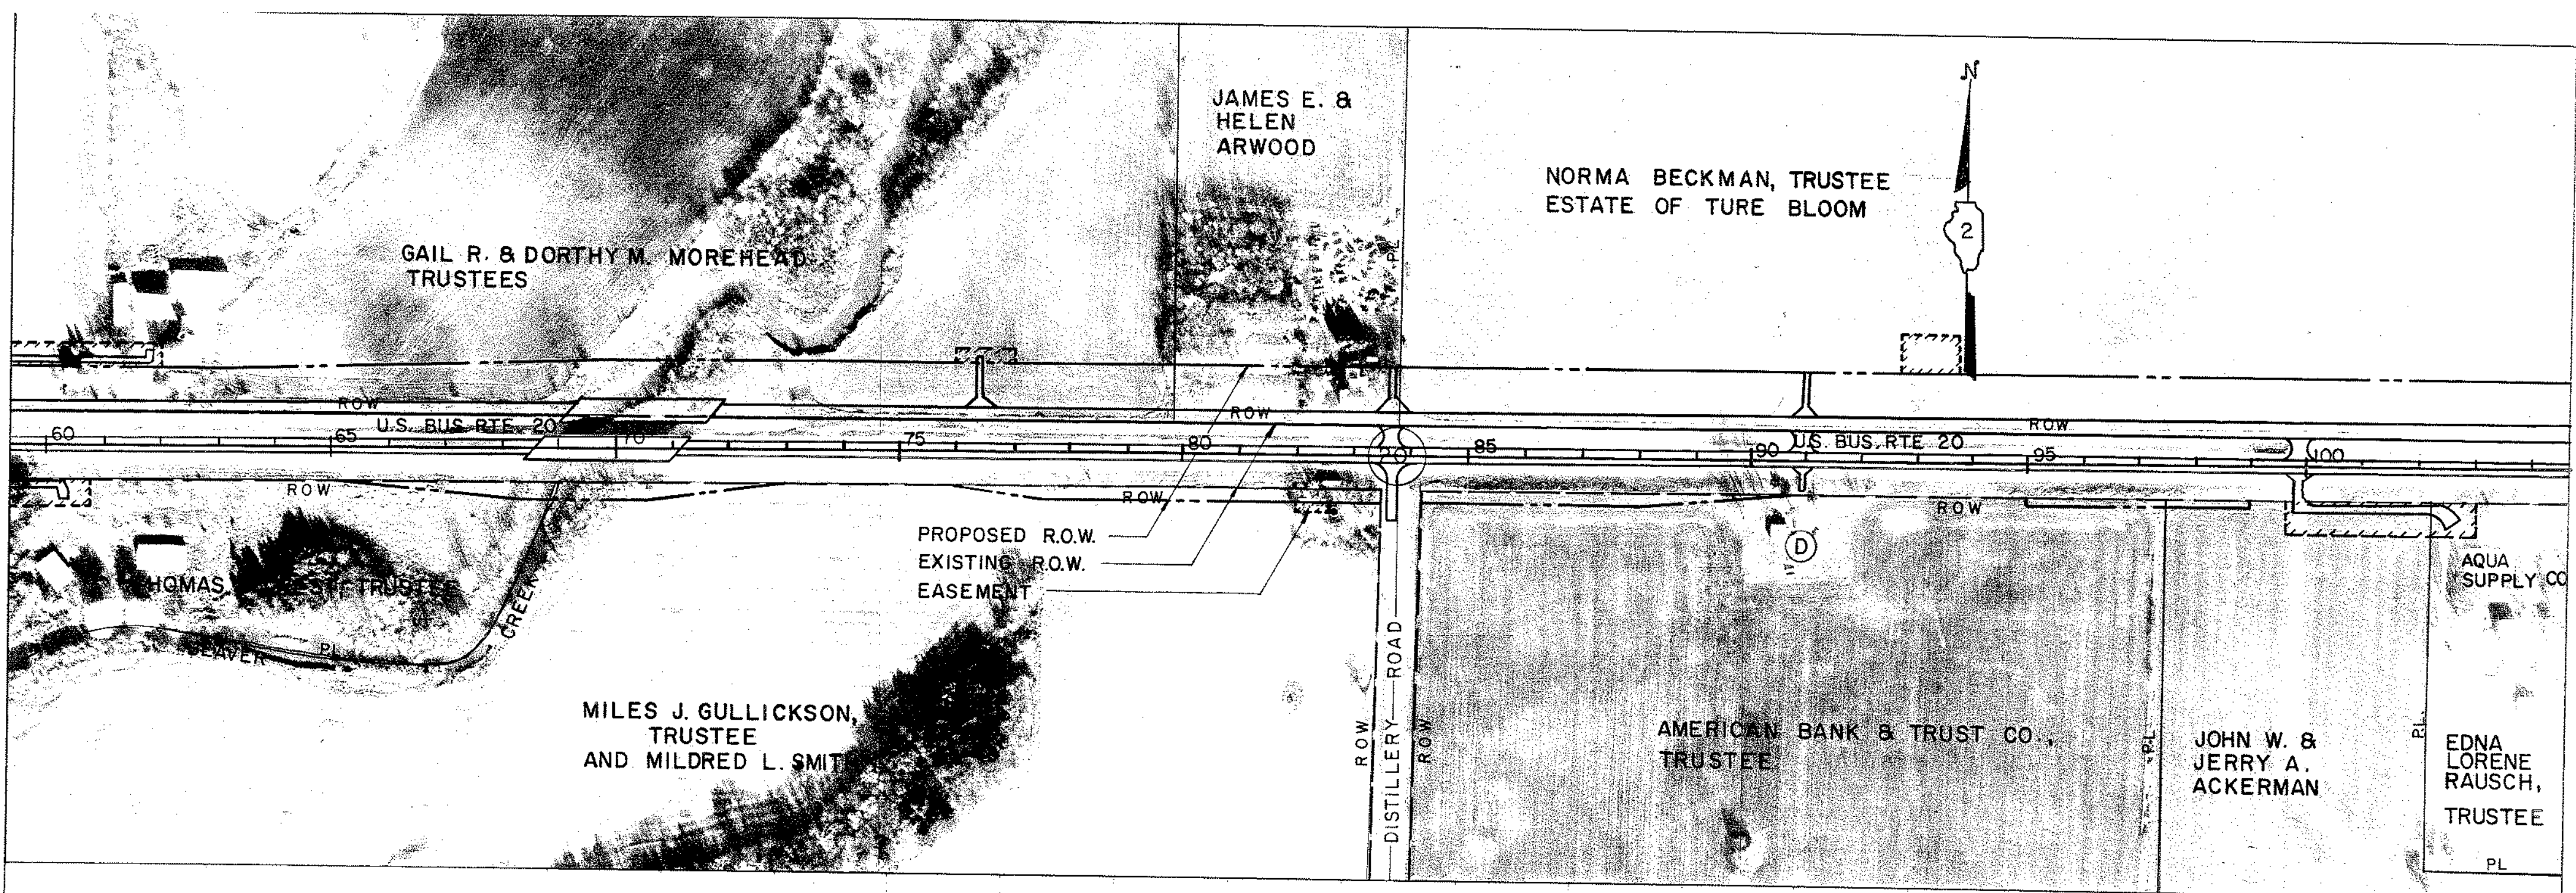 N
2
JAMES E. &
HELEN
ARWOOD
NORMA BECKMAN, TRUSTEE
ESTATE OF TURE BLOOM
GAIL R. & DORTHY M. MOREHEAD
TRUSTEES
PL
ROW
ROW
ROW
U.S. BUS. RTE. 20
U.S. BUS. RTE 20
60
65
70
75
80
85
90
95
100
ROW
ROW
ROW
PROPOSED R.O.W.
EXISTING R.O.W.
EASEMENT
D
AQUA
SUPPLY CO
TRUSTEE
CREEK
BEAVER
PL
MILES J. GULLICKSON,
TRUSTEE
AND MILDRED L. SMITH
ROW
DISTILLERY ROAD
ROW
AMERICAN BANK & TRUST CO.,
TRUSTEE
PL
JOHN W. &
JERRY A.
ACKERMAN
PL
EDNA
LORENE
RAUSCH,
TRUSTEE
PL